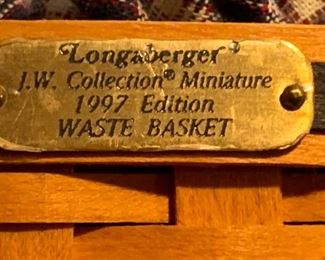 Longaberger®
J.W. Collection® Miniature
1997 Edition
WASTE BASKET